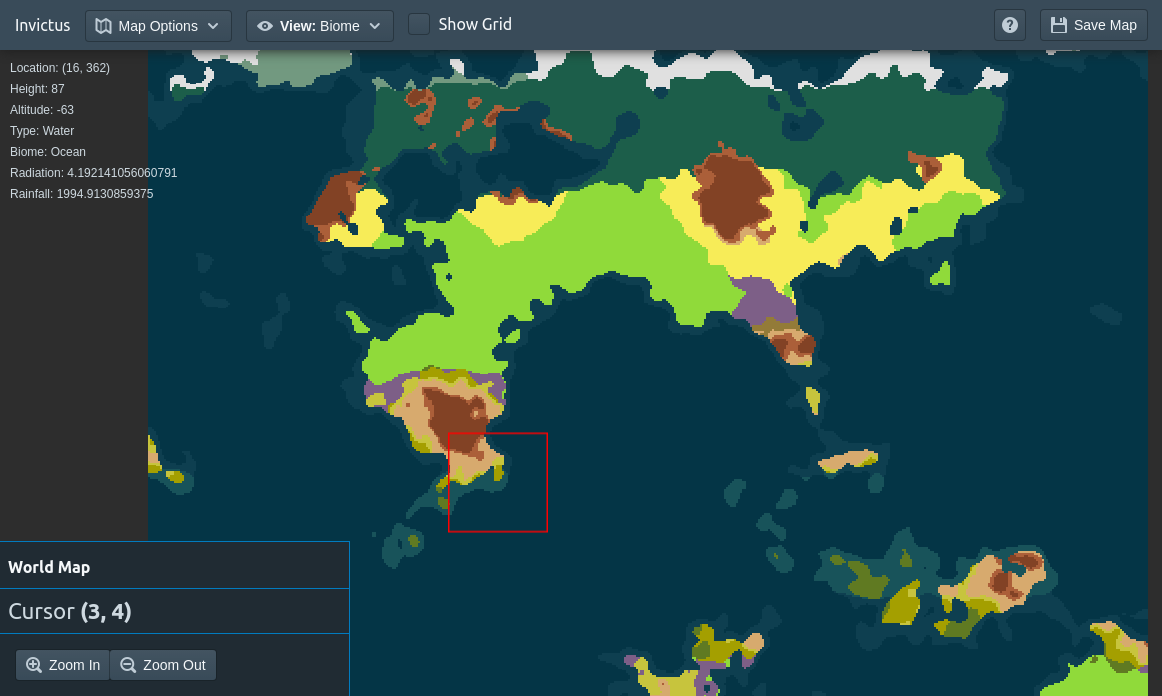 Invictus Map Options View: Biome Show Grid ? Save Map
Location: (16, 362)
Height: 87
Altitude: -63
Type: Water
Biome: Ocean
Radiation: 4.192141056060791
Rainfall: 1994.9130859375
World Map
Cursor (3, 4)
Zoom In Zoom Out